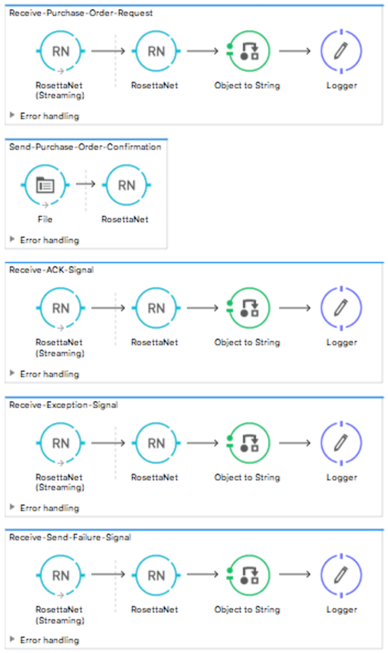 Receive-Purchase-Order-Request
RN RN
RosettaNet RosettaNet Object to String Logger
(Streaming)
Error handling
Send-Purchase-Order-Confirmation
RN
File RosettaNet
Error handling
Receive-ACK-Signal
RN RN
RosettaNet RosettaNet Object to String Logger
(Streaming)
Error handling
Receive-Exception-Signal
RN RN
RosettaNet RosettaNet Object to String Logger
(Streaming)
Error handling
Receive-Send-Failure-Signal
RN RN
RosettaNet RosettaNet Object to String Logger
(Streaming)
Error handling